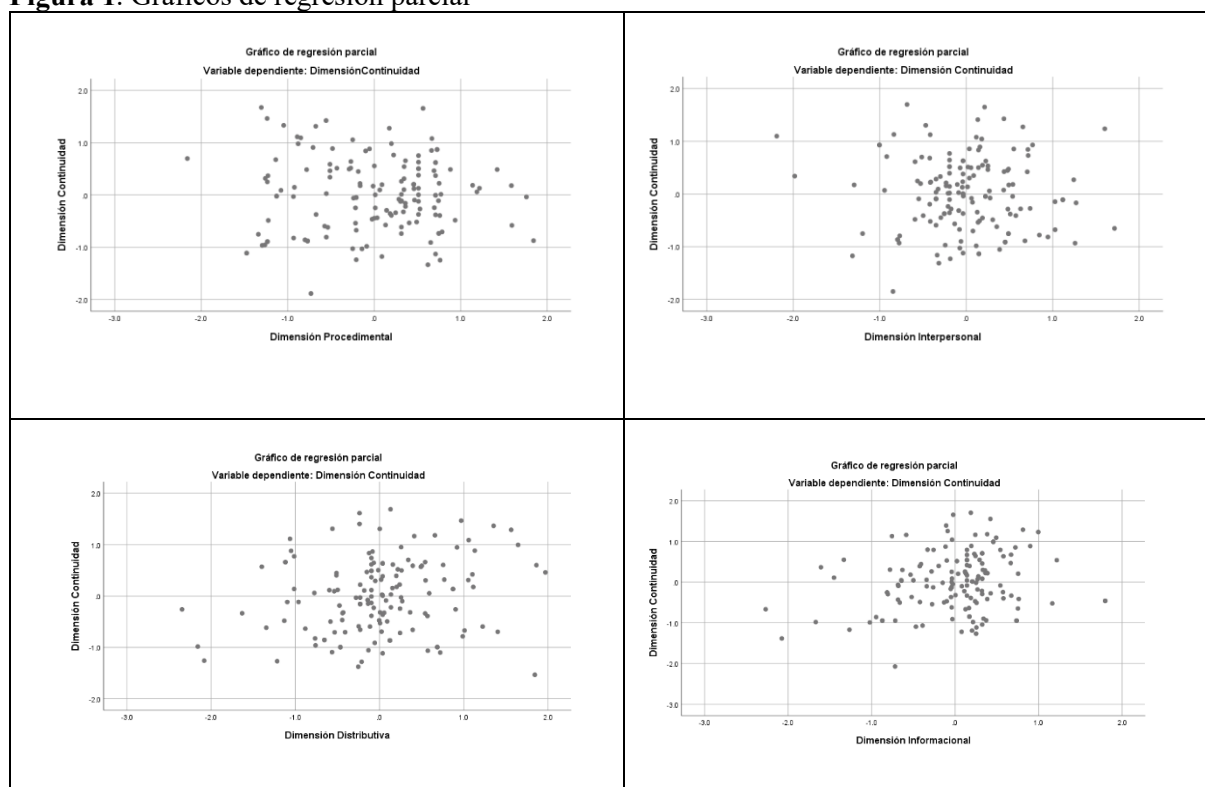 Figura 1. Gráficos de regresión parcial
Gráfico de regresión parcial
Variable dependiente: DimensiónContinuidad
2.0
1.0
.0
-1.0
-2.0
Dimensión Continuidad
-3.0 -2.0 -1.0 .0 1.0 2.0
Dimensión Procedimental
Gráfico de regresión parcial
Variable dependiente: Dimensión Continuidad
2.0
1.0
.0
-1.0
-2.0
Dimensión Continuidad
-3.0 -2.0 -1.0 .0 1.0 2.0
Dimensión Interpersonal
Gráfico de regresión parcial
Variable dependiente: Dimensión Continuidad
2.0
1.0
.0
-1.0
-2.0
Dimensión Continuidad
-3.0 -2.0 -1.0 .0 1.0 2.0
Dimensión Distributiva
Gráfico de regresión parcial
Variable dependiente: Dimensión Continuidad
2.0
1.0
.0
-1.0
-2.0
-3.0
Dimensión Continuidad
-3.0 -2.0 -1.0 .0 1.0 2.0
Dimensión Informacional